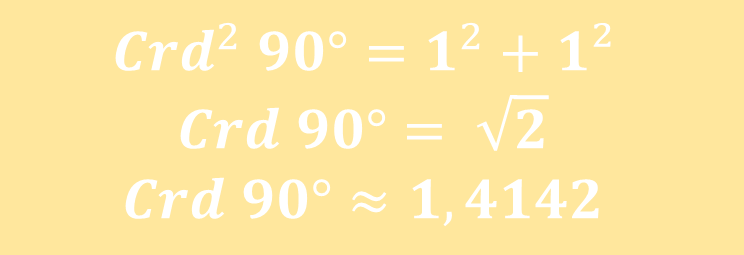 Crd² 90° = 1² + 1²
Crd 90° = √2
Crd 90° ≈ 1,4142